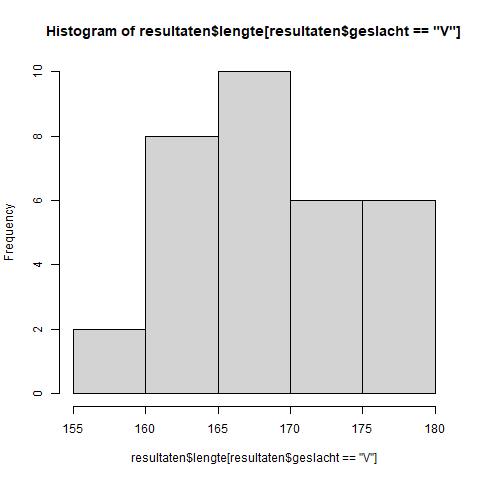 Histogram of resultaten$lengte[resultaten$geslacht == "V"]
Frequency
10
8
6
4
2
0
155 160 165 170 175 180
resultaten$lengte[resultaten$geslacht == "V"]